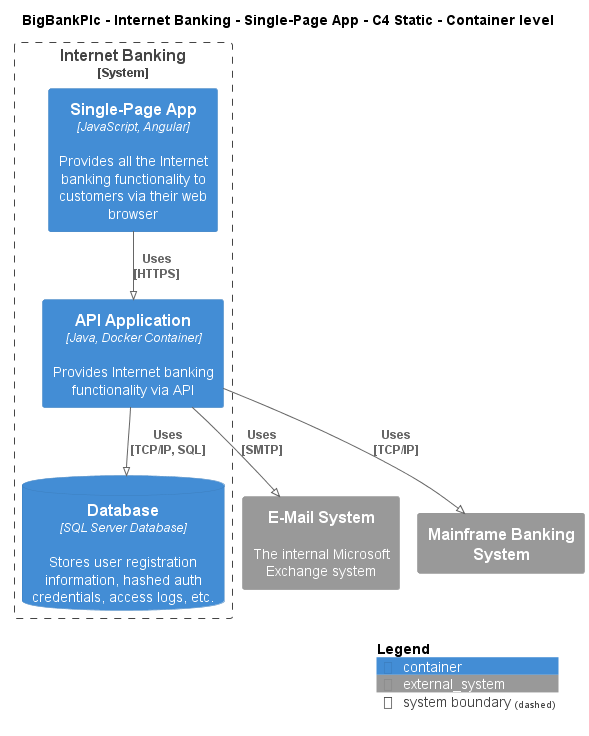 BigBankPlc - Internet Banking - Single-Page App - C4 Static - Container level
Internet Banking
[System]
Single-Page App
[JavaScript, Angular]
Provides all the Internet
banking functionality to
customers via their web
browser
Uses
[HTTPS]
API Application
[Java, Docker Container]
Provides Internet banking
functionality via API
Uses
[TCP/IP, SQL]
Uses
[SMTP]
Uses
[TCP/IP]
Database
[SQL Server Database]
Stores user registration
information, hashed auth
credentials, access logs, etc.
E-Mail System
The internal Microsoft
Exchange system
Mainframe Banking
System
Legend
container
external_system
system boundary (dashed)